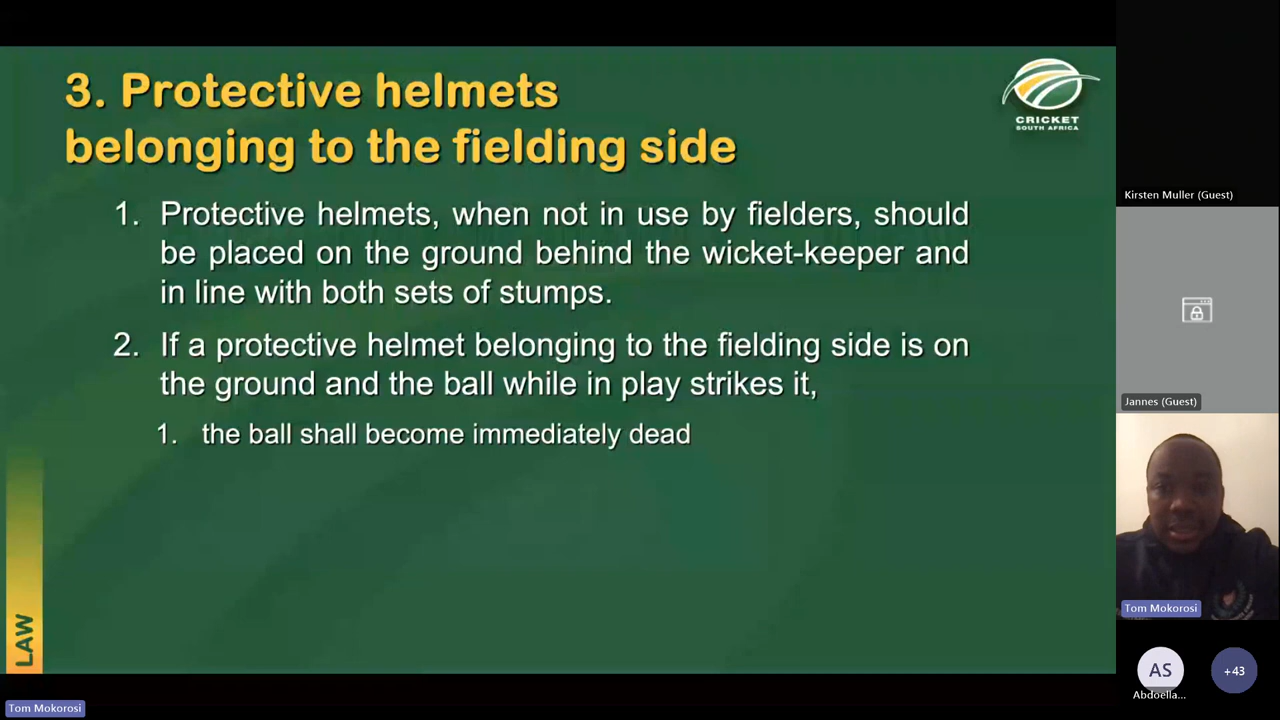 3. Protective helmets
belonging to the fielding side
CRICKET
SOUTH AFRICA
1. Protective helmets, when not in use by fielders, should
be placed on the ground behind the wicket-keeper and
in line with both sets of stumps.
2. If a protective helmet belonging to the fielding side is on
the ground and the ball while in play strikes it,
1. the ball shall become immediately dead
LAW
Tom Mokorosi
Kirsten Muller (Guest)
Jannes (Guest)
Tom Mokorosi
AS
+43
Abdoella...